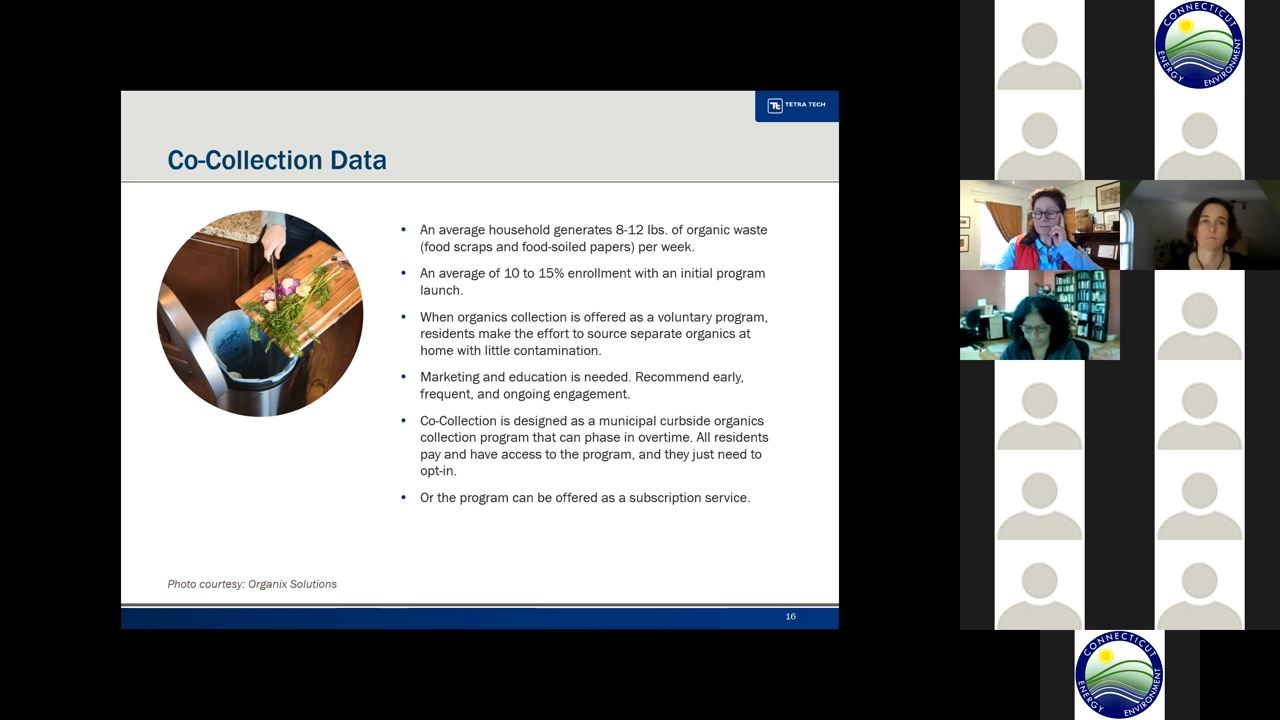 TETRA TECH
Co-Collection Data
• An average household generates 8-12 lbs. of organic waste
(food scraps and food-soiled papers) per week.
• An average of 10 to 15% enrollment with an initial program
launch.
• When organics collection is offered as a voluntary program,
residents make the effort to source separate organics at
home with little contamination.
• Marketing and education is needed. Recommend early,
frequent, and ongoing engagement.
• Co-Collection is designed as a municipal curbside organics
collection program that can phase in overtime. All residents
pay and have access to the program, and they just need to
opt-in.
• Or the program can be offered as a subscription service.
Photo courtesy: Organix Solutions
16
CONNECTICUT
ENERGY ENVIRONMENT
CONNECTICUT
ENERGY ENVIRONMENT